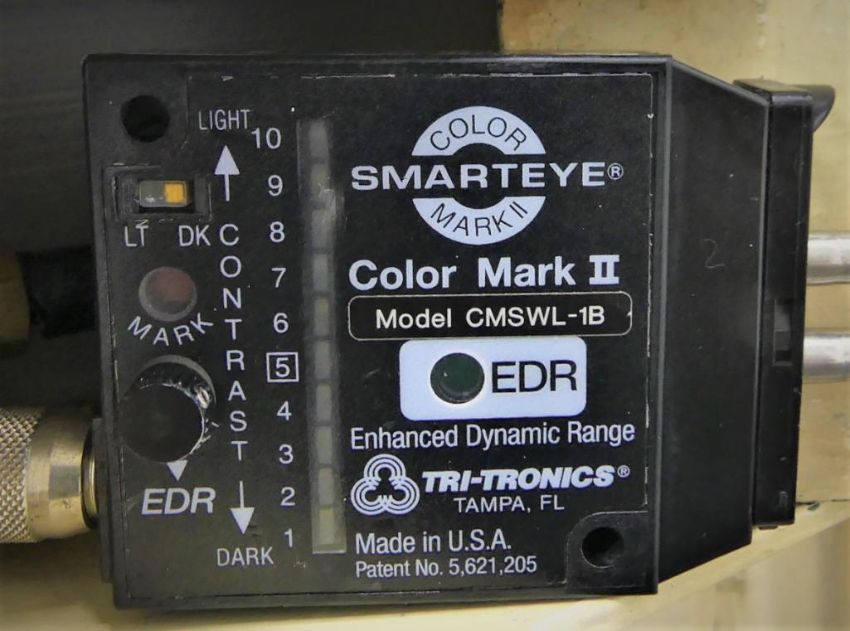 LIGHT
10
9
8
7
6
5
4
3
2
1
CONTRAST
DARK
LT DK
MARK
EDR
COLOR
SMARTEYE®
MARK II
Color Mark II
Model CMSWL-1B
EDR
Enhanced Dynamic Range
TRI-TRONICS®
TAMPA, FL
Made in U.S.A.
Patent No. 5,621,205
2